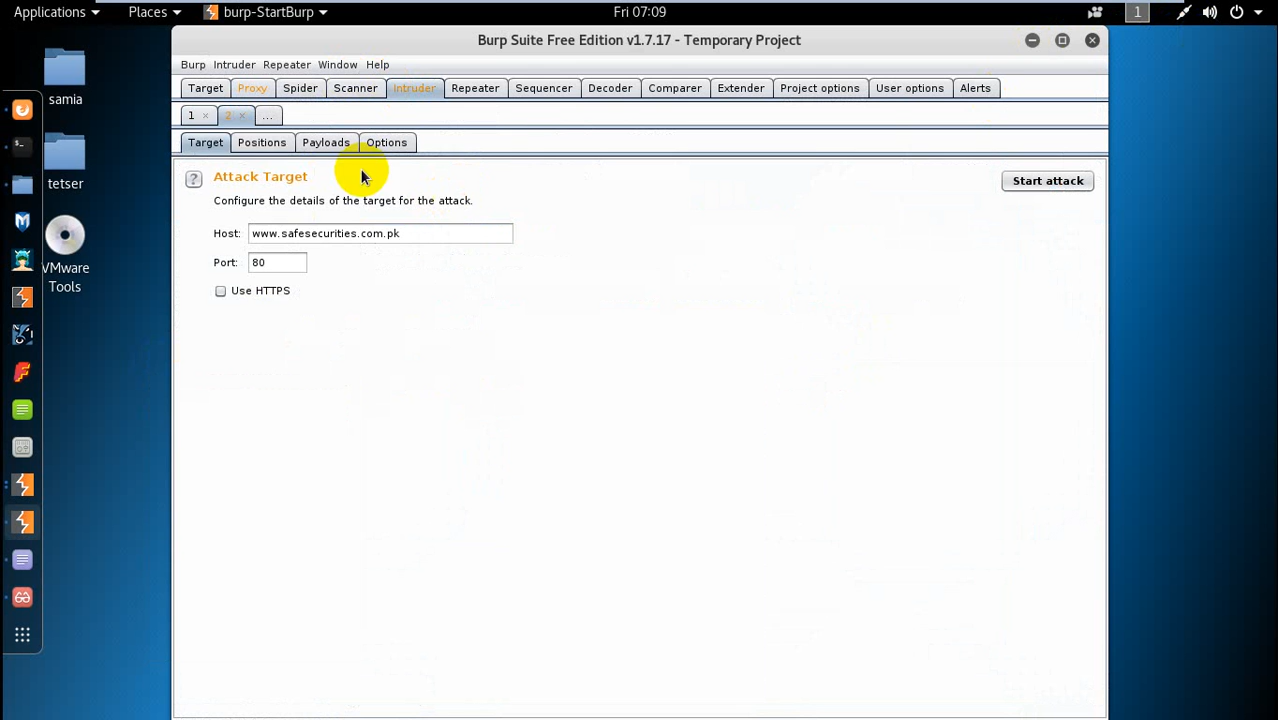 Applications Places burp-StartBurp Fri 07:09 1
Burp Suite Free Edition v1.7.17 - Temporary Project
Burp Intruder Repeater Window Help
Target Proxy Spider Scanner Intruder Repeater Sequencer Decoder Comparer Extender Project options User options Alerts
1 × 2 × ...
Target Positions Payloads Options
samia
tetser
VMware
Tools
? Attack Target Start attack
Configure the details of the target for the attack.
Host: www.safesecurities.com.pk
Port: 80
Use HTTPS